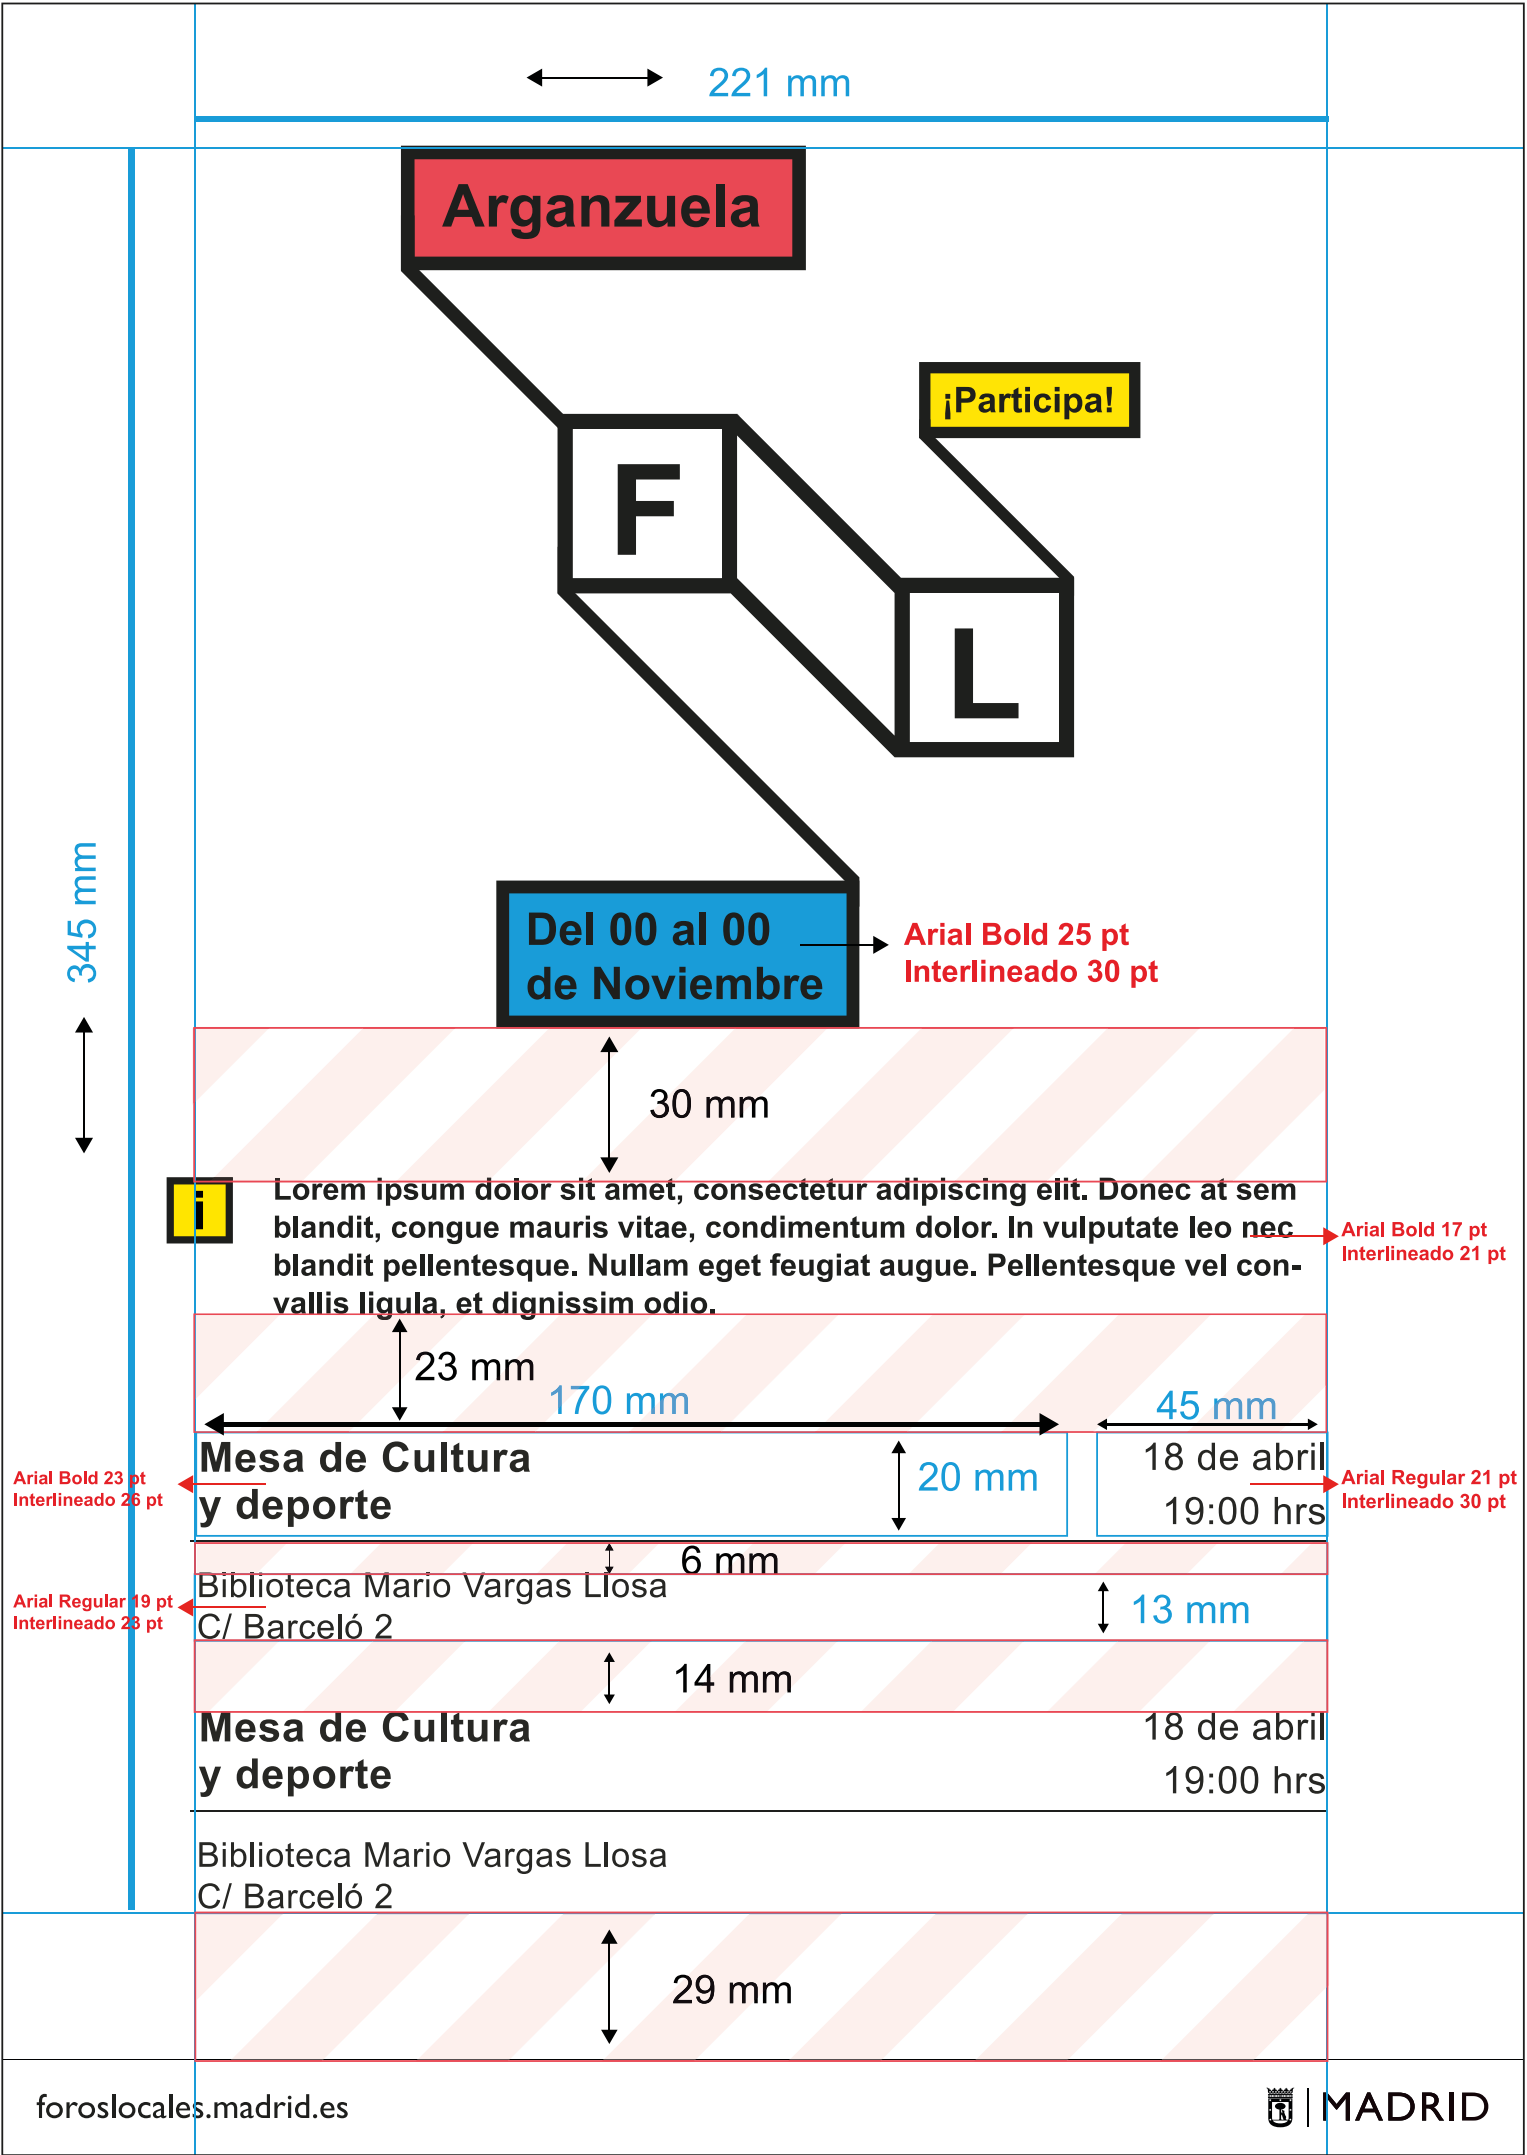 221 mm
Arganzuela
¡Participa!
F
L
345 mm
Del 00 al 00
de Noviembre
Arial Bold 25 pt
Interlineado 30 pt
30 mm
i
Lorem ipsum dolor sit amet, consectetur adipiscing elit. Donec at sem
blandit, congue mauris vitae, condimentum dolor. In vulputate leo nec
blandit pellentesque. Nullam eget feugiat augue. Pellentesque vel con-
vallis ligula, et dignissim odio.
Arial Bold 17 pt
Interlineado 21 pt
23 mm
170 mm
45 mm
Arial Bold 23 pt
Interlineado 26 pt
Mesa de Cultura
y deporte
20 mm
18 de abril
19:00 hrs
Arial Regular 21 pt
Interlineado 30 pt
6 mm
Arial Regular 19 pt
Interlineado 23 pt
Biblioteca Mario Vargas Llosa
C/ Barceló 2
13 mm
14 mm
Mesa de Cultura
y deporte
18 de abril
19:00 hrs
Biblioteca Mario Vargas Llosa
C/ Barceló 2
29 mm
foroslocales.madrid.es
MADRID